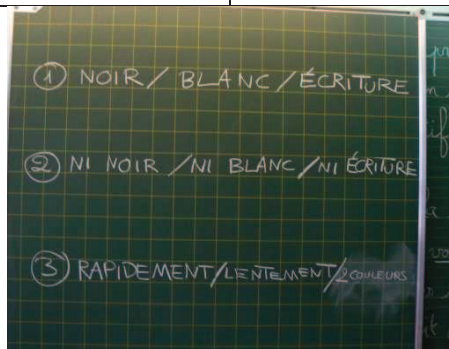 ① NOIR / BLANC / ÉCRITURE
② NI NOIR / NI BLANC / NI ÉCRITURE
③ RAPIDEMENT/LENTEMENT/2 COULEURS